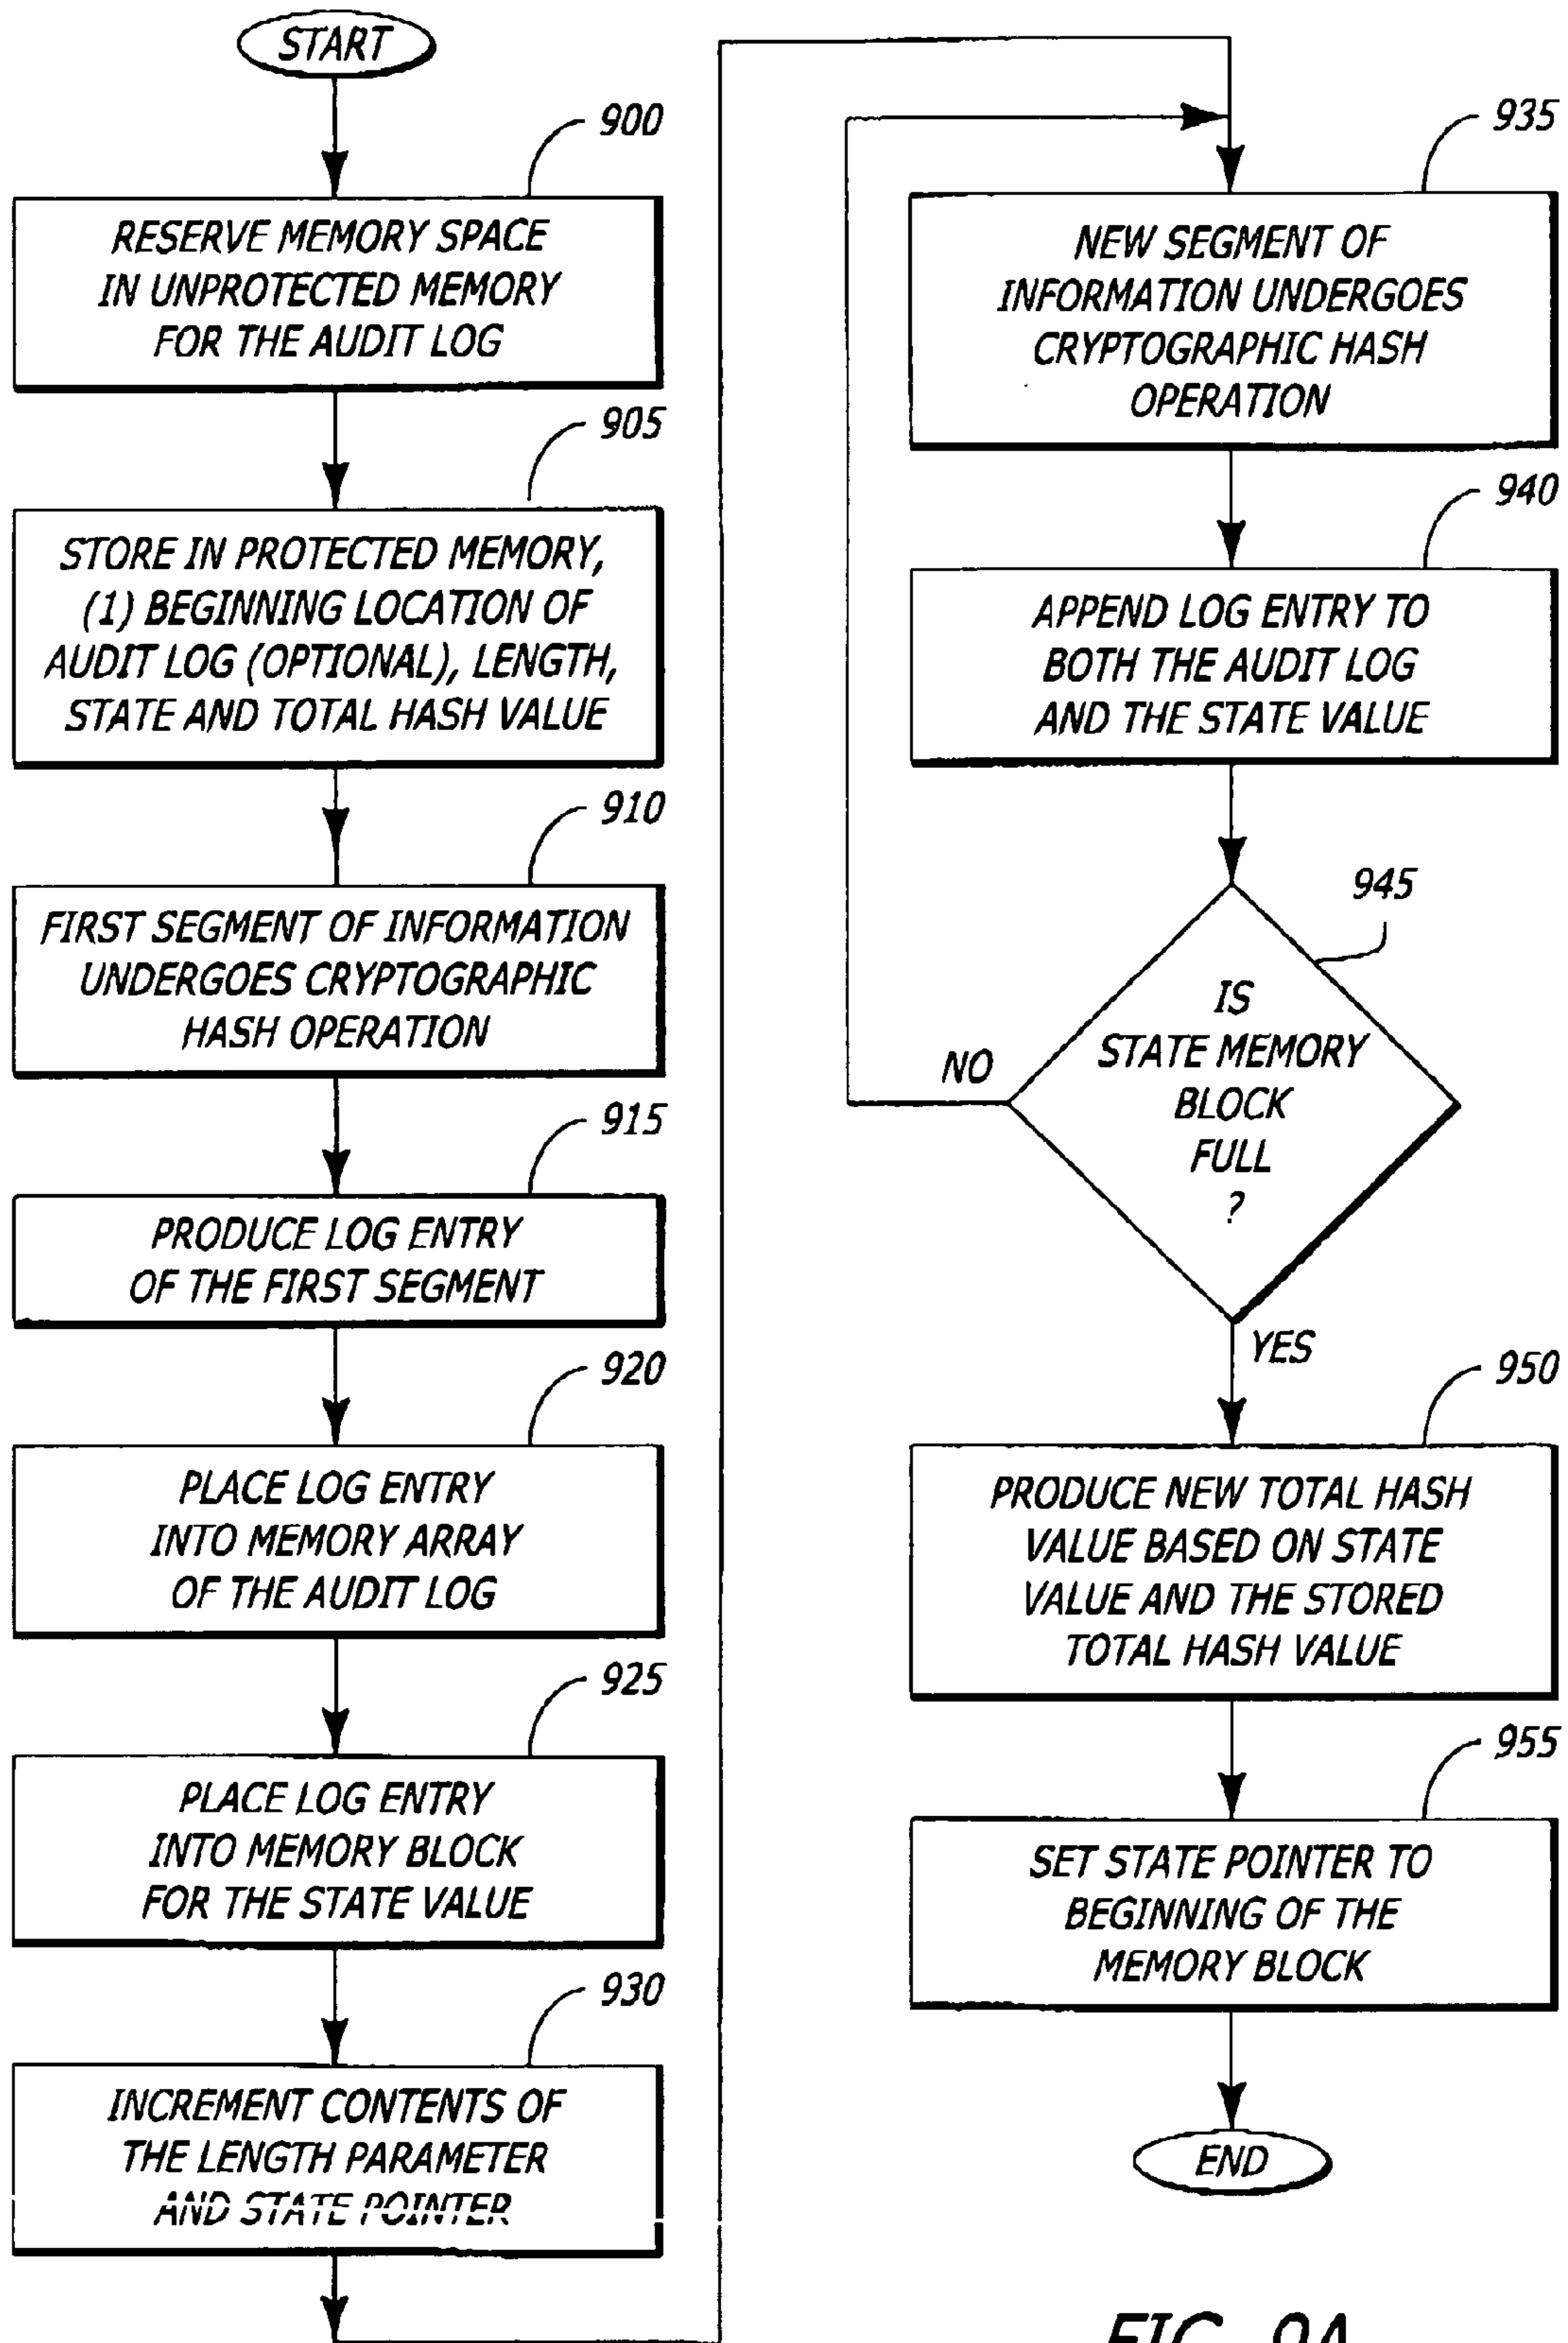 START
900
RESERVE MEMORY SPACE
IN UNPROTECTED MEMORY
FOR THE AUDIT LOG
905
STORE IN PROTECTED MEMORY,
(1) BEGINNING LOCATION OF
AUDIT LOG (OPTIONAL), LENGTH,
STATE AND TOTAL HASH VALUE
910
FIRST SEGMENT OF INFORMATION
UNDERGOES CRYPTOGRAPHIC
HASH OPERATION
915
PRODUCE LOG ENTRY
OF THE FIRST SEGMENT
920
PLACE LOG ENTRY
INTO MEMORY ARRAY
OF THE AUDIT LOG
925
PLACE LOG ENTRY
INTO MEMORY BLOCK
FOR THE STATE VALUE
930
INCREMENT CONTENTS OF
THE LENGTH PARAMETER
AND STATE POINTER
935
NEW SEGMENT OF
INFORMATION UNDERGOES
CRYPTOGRAPHIC HASH
OPERATION
940
APPEND LOG ENTRY TO
BOTH THE AUDIT LOG
AND THE STATE VALUE
945
IS
STATE MEMORY
BLOCK
FULL
?
NO
YES
950
PRODUCE NEW TOTAL HASH
VALUE BASED ON STATE
VALUE AND THE STORED
TOTAL HASH VALUE
955
SET STATE POINTER TO
BEGINNING OF THE
MEMORY BLOCK
END
FIG. 9A